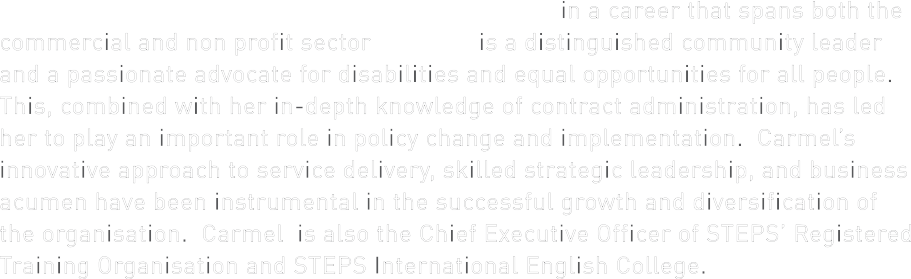 in a career that spans both the
commercial and non profit sector is a distinguished community leader
and a passionate advocate for disabilities and equal opportunities for all people.
This, combined with her in-depth knowledge of contract administration, has led
her to play an important role in policy change and implementation. Carmel's
innovative approach to service delivery, skilled strategic leadership, and business
acumen have been instrumental in the successful growth and diversification of
the organisation. Carmel is also the Chief Executive Officer of STEPS' Registered
Training Organisation and STEPS International English College.